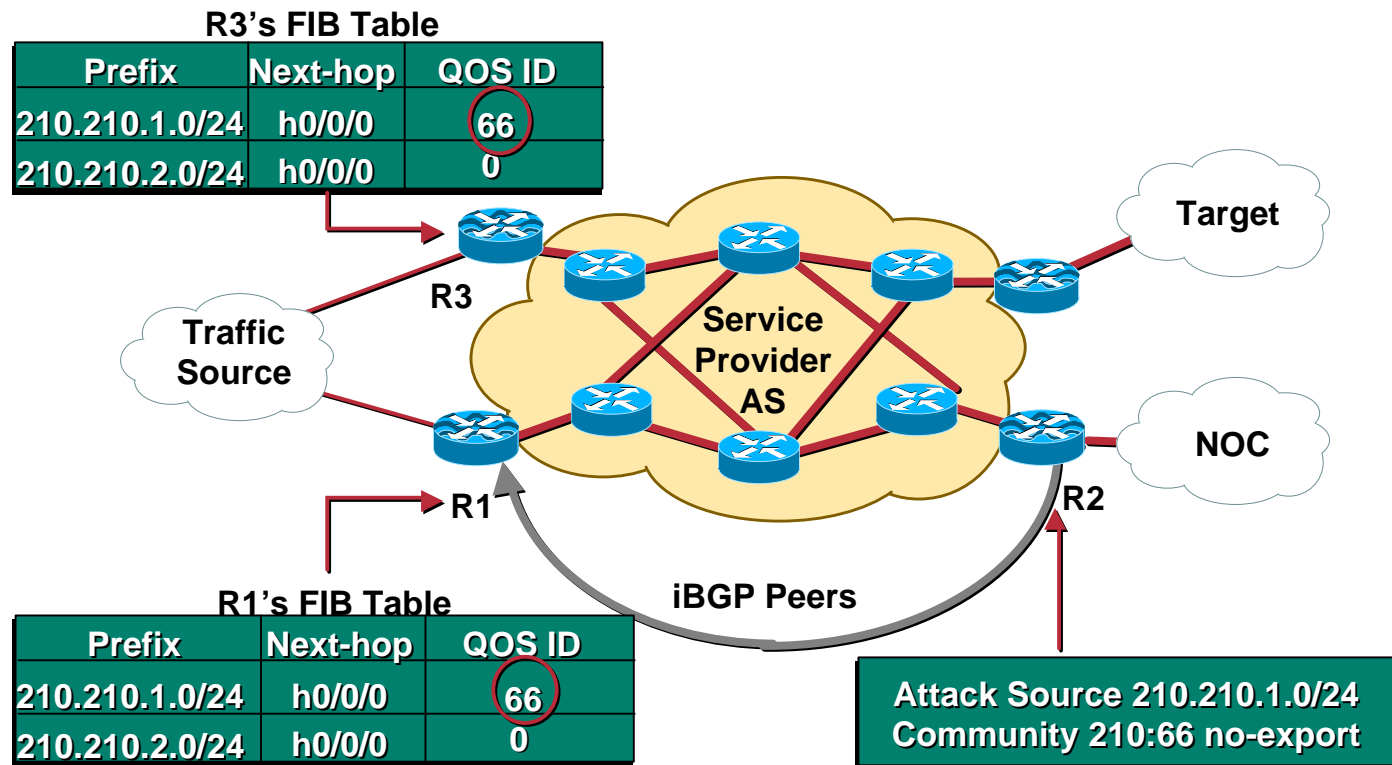 R3’s FIB Table
Prefix Next-hop QOS ID
210.210.1.0/24 h0/0/0 66
210.210.2.0/24 h0/0/0 0
Target
R3
Traffic
Source
Service
Provider
AS
NOC
R1
R2
iBGP Peers
R1’s FIB Table
Prefix Next-hop QOS ID
210.210.1.0/24 h0/0/0 66
210.210.2.0/24 h0/0/0 0
Attack Source 210.210.1.0/24
Community 210:66 no-export